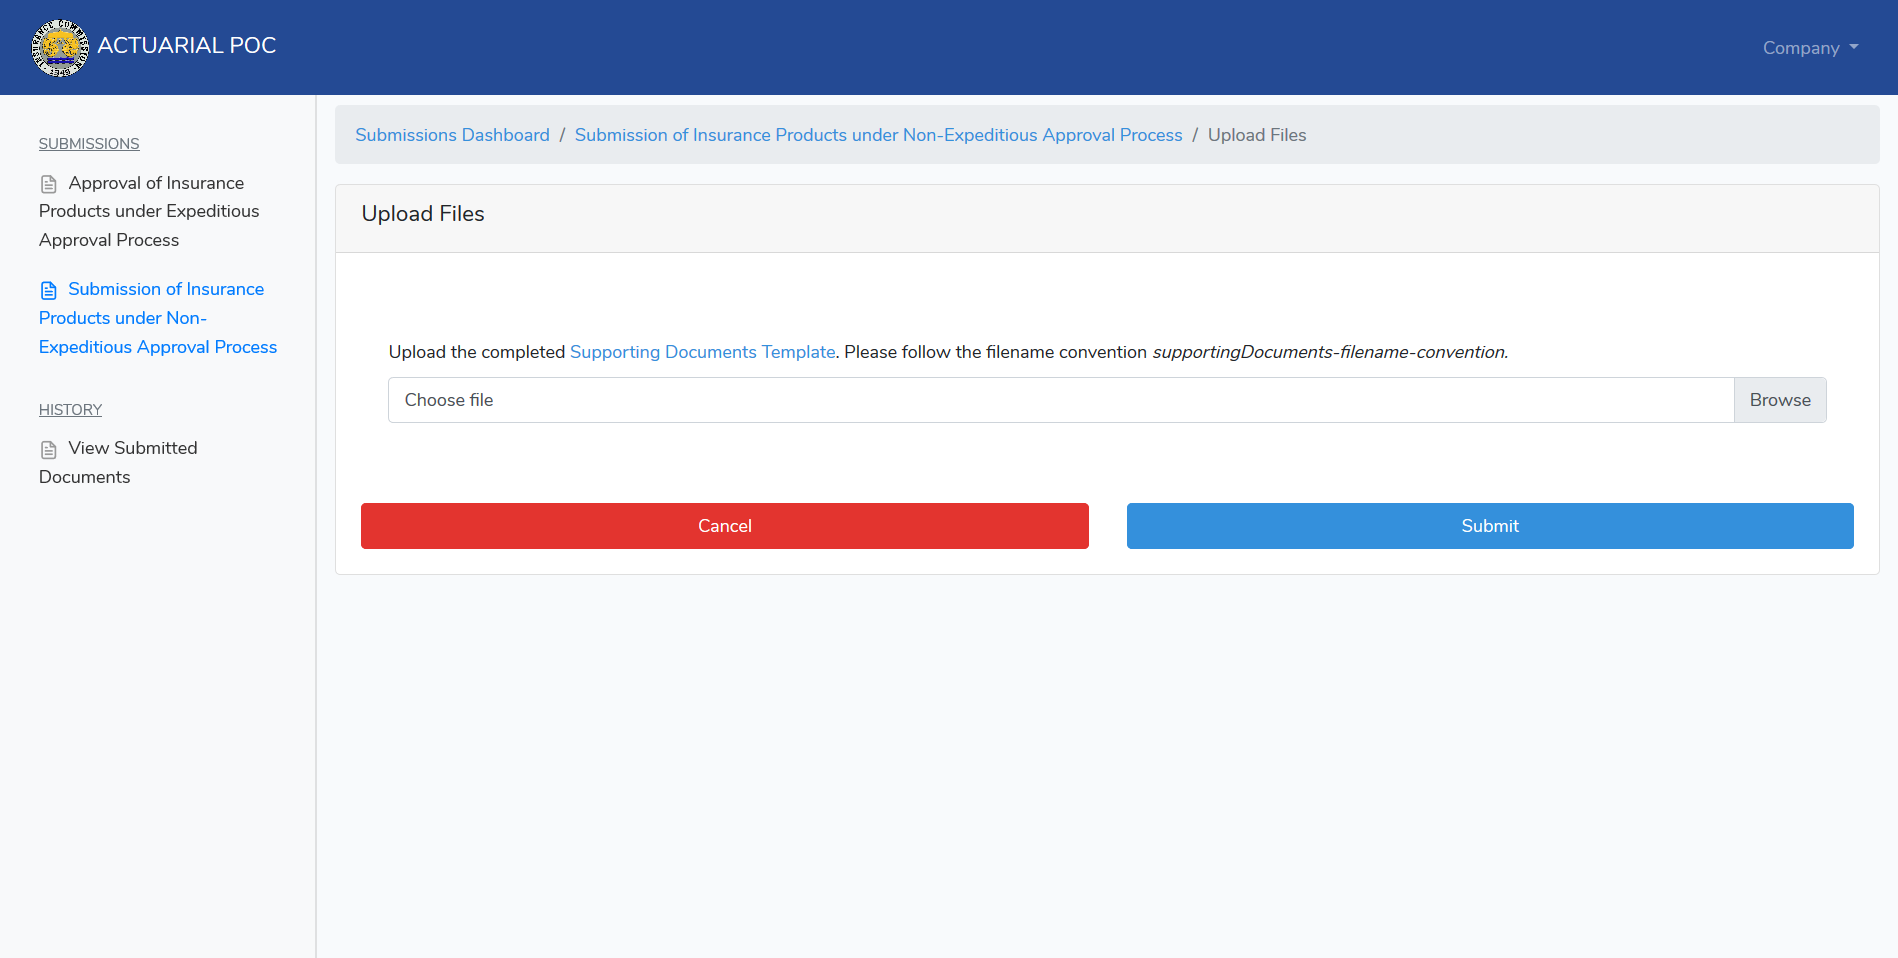 ACTUARIAL POC
Company
SUBMISSIONS
Approval of Insurance
Products under Expeditious
Approval Process
Submission of Insurance
Products under Non-
Expeditious Approval Process
HISTORY
View Submitted
Documents
Submissions Dashboard / Submission of Insurance Products under Non-Expeditious Approval Process / Upload Files
Upload Files
Upload the completed Supporting Documents Template. Please follow the filename convention supportingDocuments-filename-convention.
Choose file
Browse
Cancel
Submit